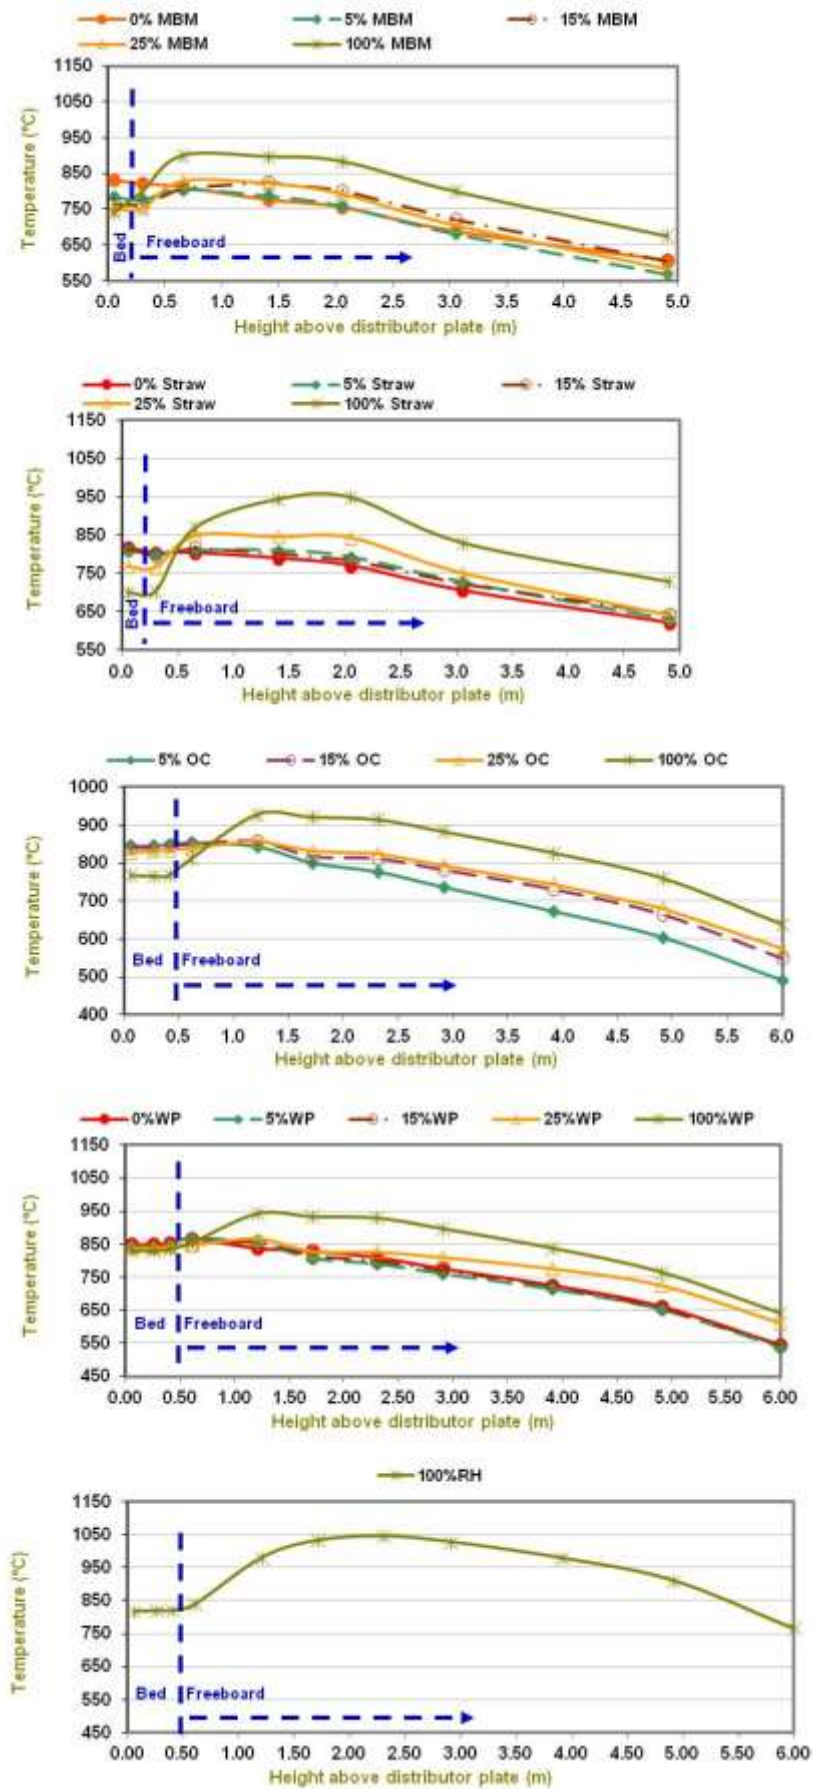 0% MBM 5% MBM 15% MBM
25% MBM 100% MBM
1150
1050
950
850
750
650
550
Temperature (°C)
Bed
Freeboard
0.0 0.5 1.0 1.5 2.0 2.5 3.0 3.5 4.0 4.5 5.0
Height above distributor plate (m)
0% Straw 5% Straw 15% Straw
25% Straw 100% Straw
1150
1050
950
850
750
650
550
Temperature (°C)
Bed
Freeboard
0.0 0.5 1.0 1.5 2.0 2.5 3.0 3.5 4.0 4.5 5.0
Height above distributor plate (m)
5% OC 15% OC 25% OC 100% OC
1000
900
800
700
600
500
400
Temperature (°C)
Bed Freeboard
0.0 0.5 1.0 1.5 2.0 2.5 3.0 3.5 4.0 4.5 5.0 5.5 6.0
Height above distributor plate (m)
0%WP 5%WP 15%WP 25%WP 100%WP
1150
1050
950
850
750
650
550
450
Temperature (°C)
Bed Freeboard
0.00 0.50 1.00 1.50 2.00 2.50 3.00 3.50 4.00 4.50 5.00 5.50 6.00
Height above distributor plate (m)
100%RH
1150
1050
950
850
750
650
550
450
Temperature (°C)
Bed Freeboard
0.00 0.50 1.00 1.50 2.00 2.50 3.00 3.50 4.00 4.50 5.00 5.50 6.00
Height above distributor plate (m)